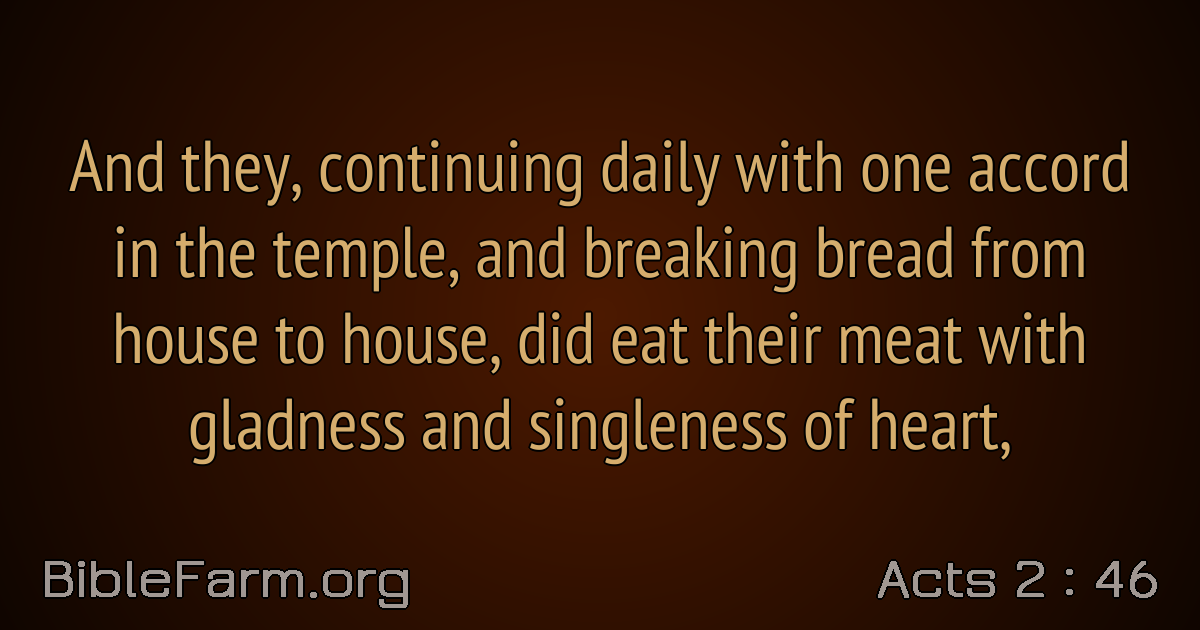 And they, continuing daily with one accord
in the temple, and breaking bread from
house to house, did eat their meat with
gladness and singleness of heart,
BibleFarm.org
Acts 2 : 46